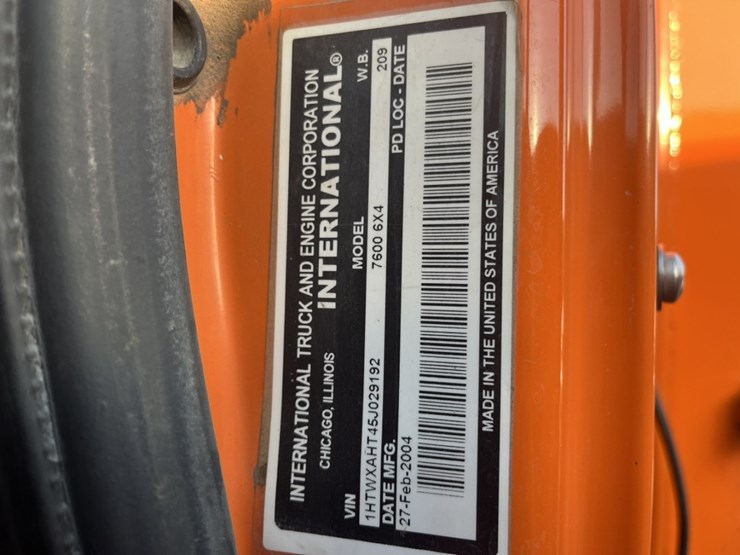 INTERNATIONAL TRUCK AND ENGINE CORPORATION
CHICAGO, ILLINOIS INTERNATIONAL®
VIN MODEL W.B.
1HTWXAHT45J029192 7600 6X4 209
DATE MFG. PD LOC - DATE
27-Feb-2004
MADE IN THE UNITED STATES OF AMERICA